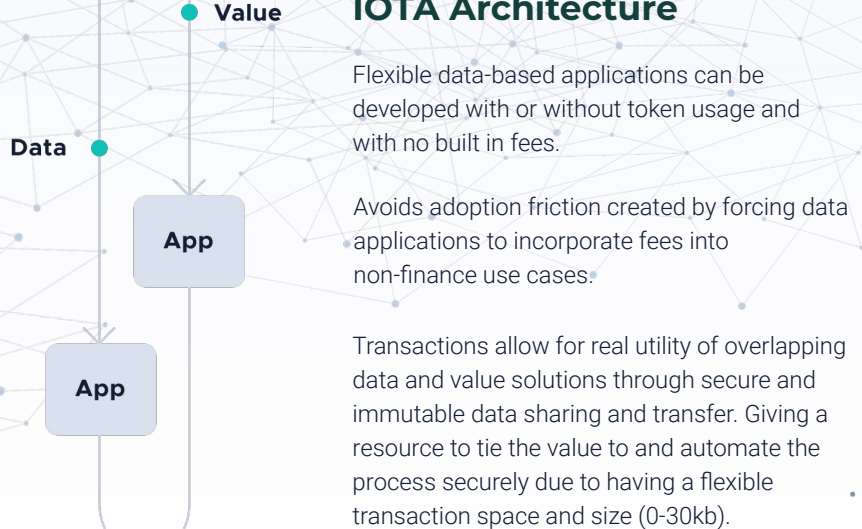 Value
IOTA Architecture
Flexible data-based applications can be
developed with or without token usage and
with no built in fees.
Data
Avoids adoption friction created by forcing data
applications to incorporate fees into
non-finance use cases.
App
Transactions allow for real utility of overlapping
data and value solutions through secure and
immutable data sharing and transfer. Giving a
resource to tie the value to and automate the
process securely due to having a flexible
transaction space and size (0-30kb).
App